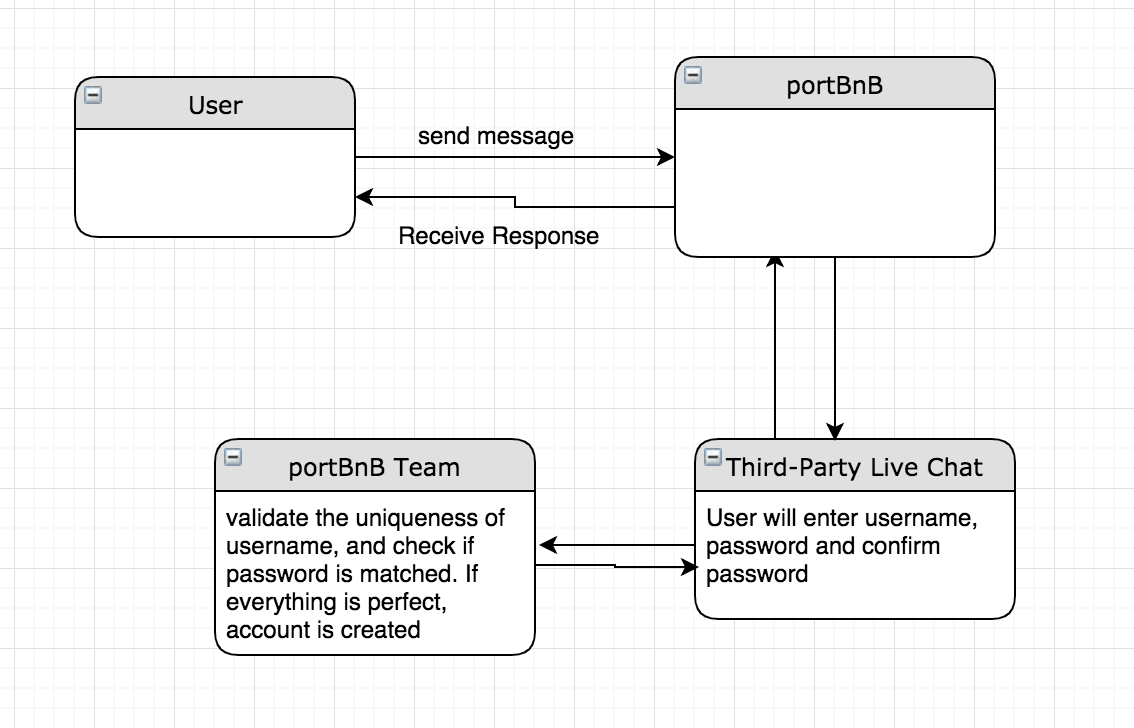 User
portBnB
send message
Receive Response
portBnB Team
validate the uniqueness of
username, and check if
password is matched. If
everything is perfect,
account is created
Third-Party Live Chat
User will enter username,
password and confirm
password